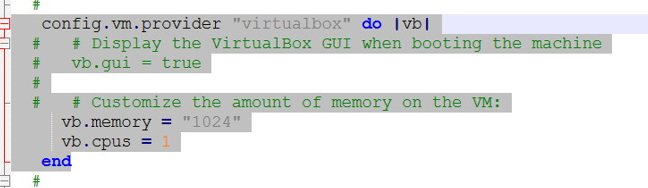 #
config.vm.provider "virtualbox" do |vb|
#   # Display the VirtualBox GUI when booting the machine
#   vb.gui = true
#
#   # Customize the amount of memory on the VM:
vb.memory = "1024"
vb.cpus = 1
end
#